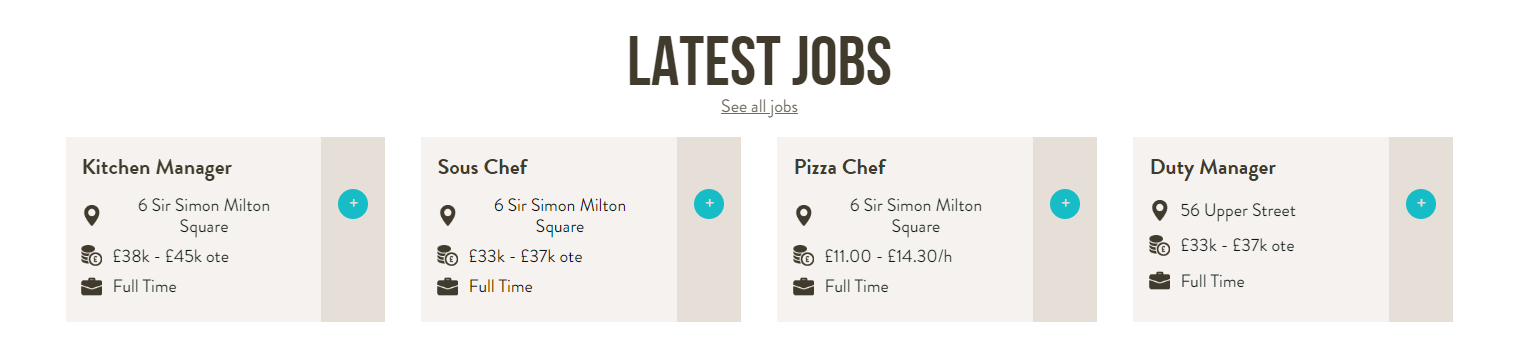 LATEST JOBS
See all jobs
Kitchen Manager
6 Sir Simon Milton
Square
£38k - £45k ote
Full Time
+
Sous Chef
6 Sir Simon Milton
Square
£33k - £37k ote
Full Time
+
Pizza Chef
6 Sir Simon Milton
Square
£11.00 - £14.30/h
Full Time
+
Duty Manager
56 Upper Street
£33k - £37k ote
Full Time
+